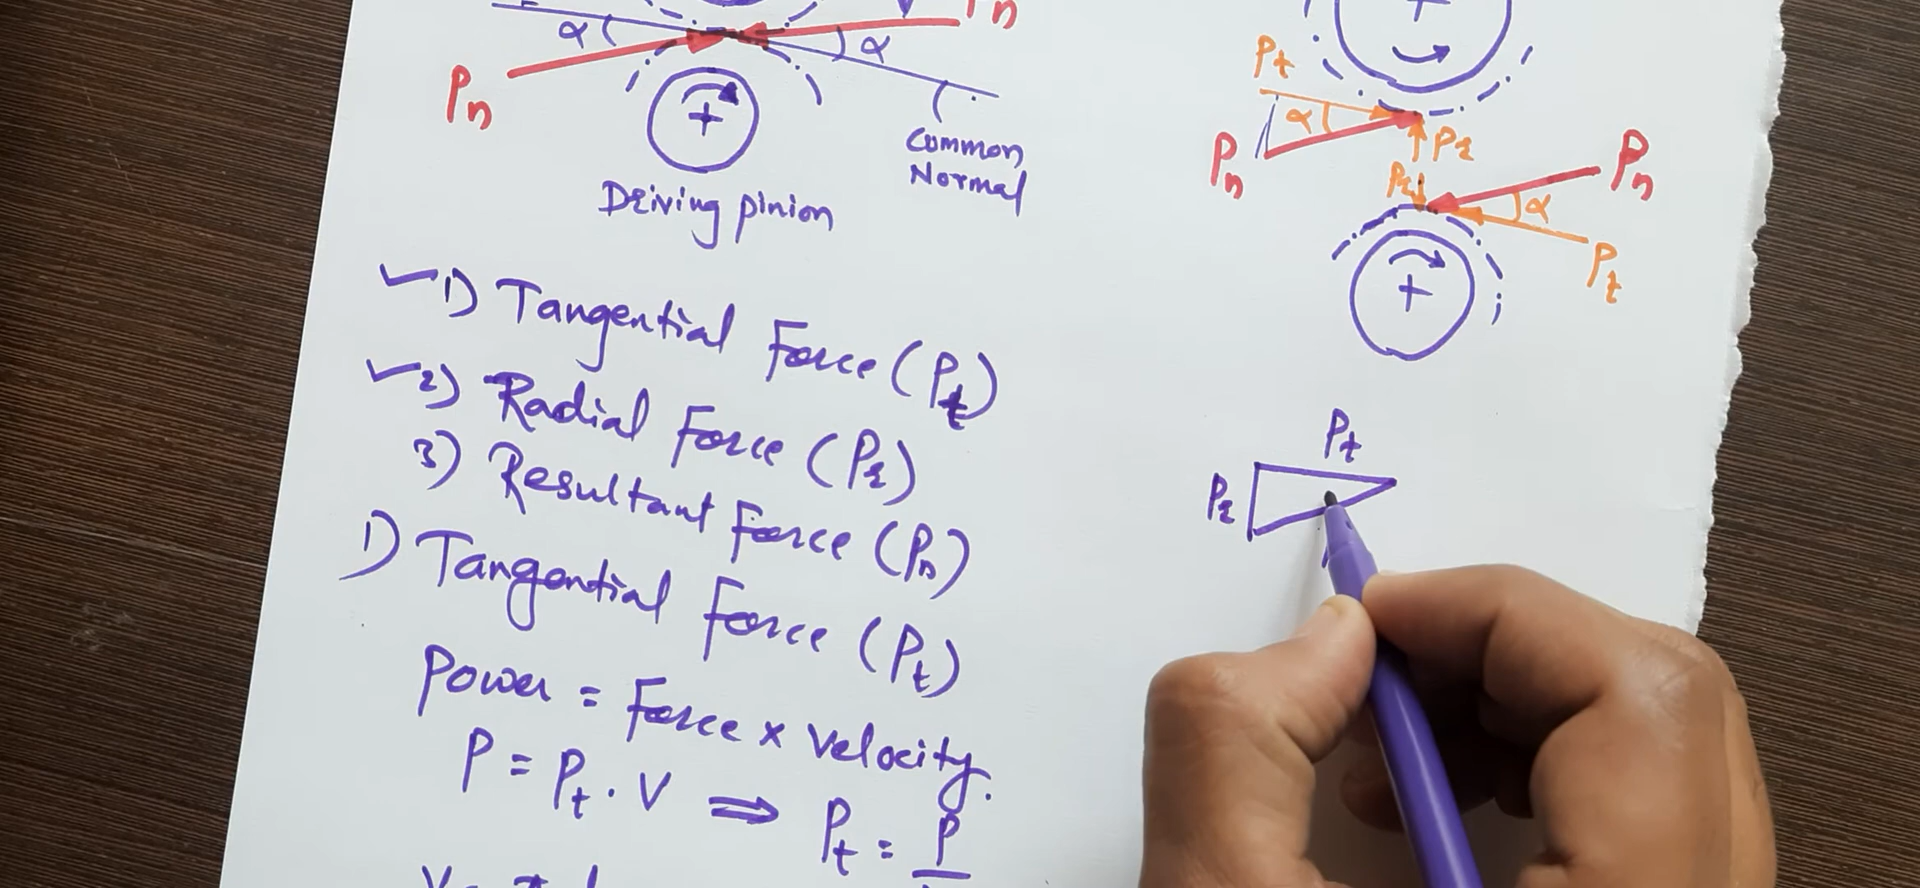 Pn
α
α
Pn
Common
Normal
Driving pinion
1) Tangential Force (Pt)
2) Radial Force (Pr)
3) Resultant Force (Pn)
1) Tangential Force (Pt)
Power = Force × Velocity.
P = Pt · V ⇒ Pt = P
Pt
α
Pn
Pr
Pr
Pn
α
Pt
Pt
Pr